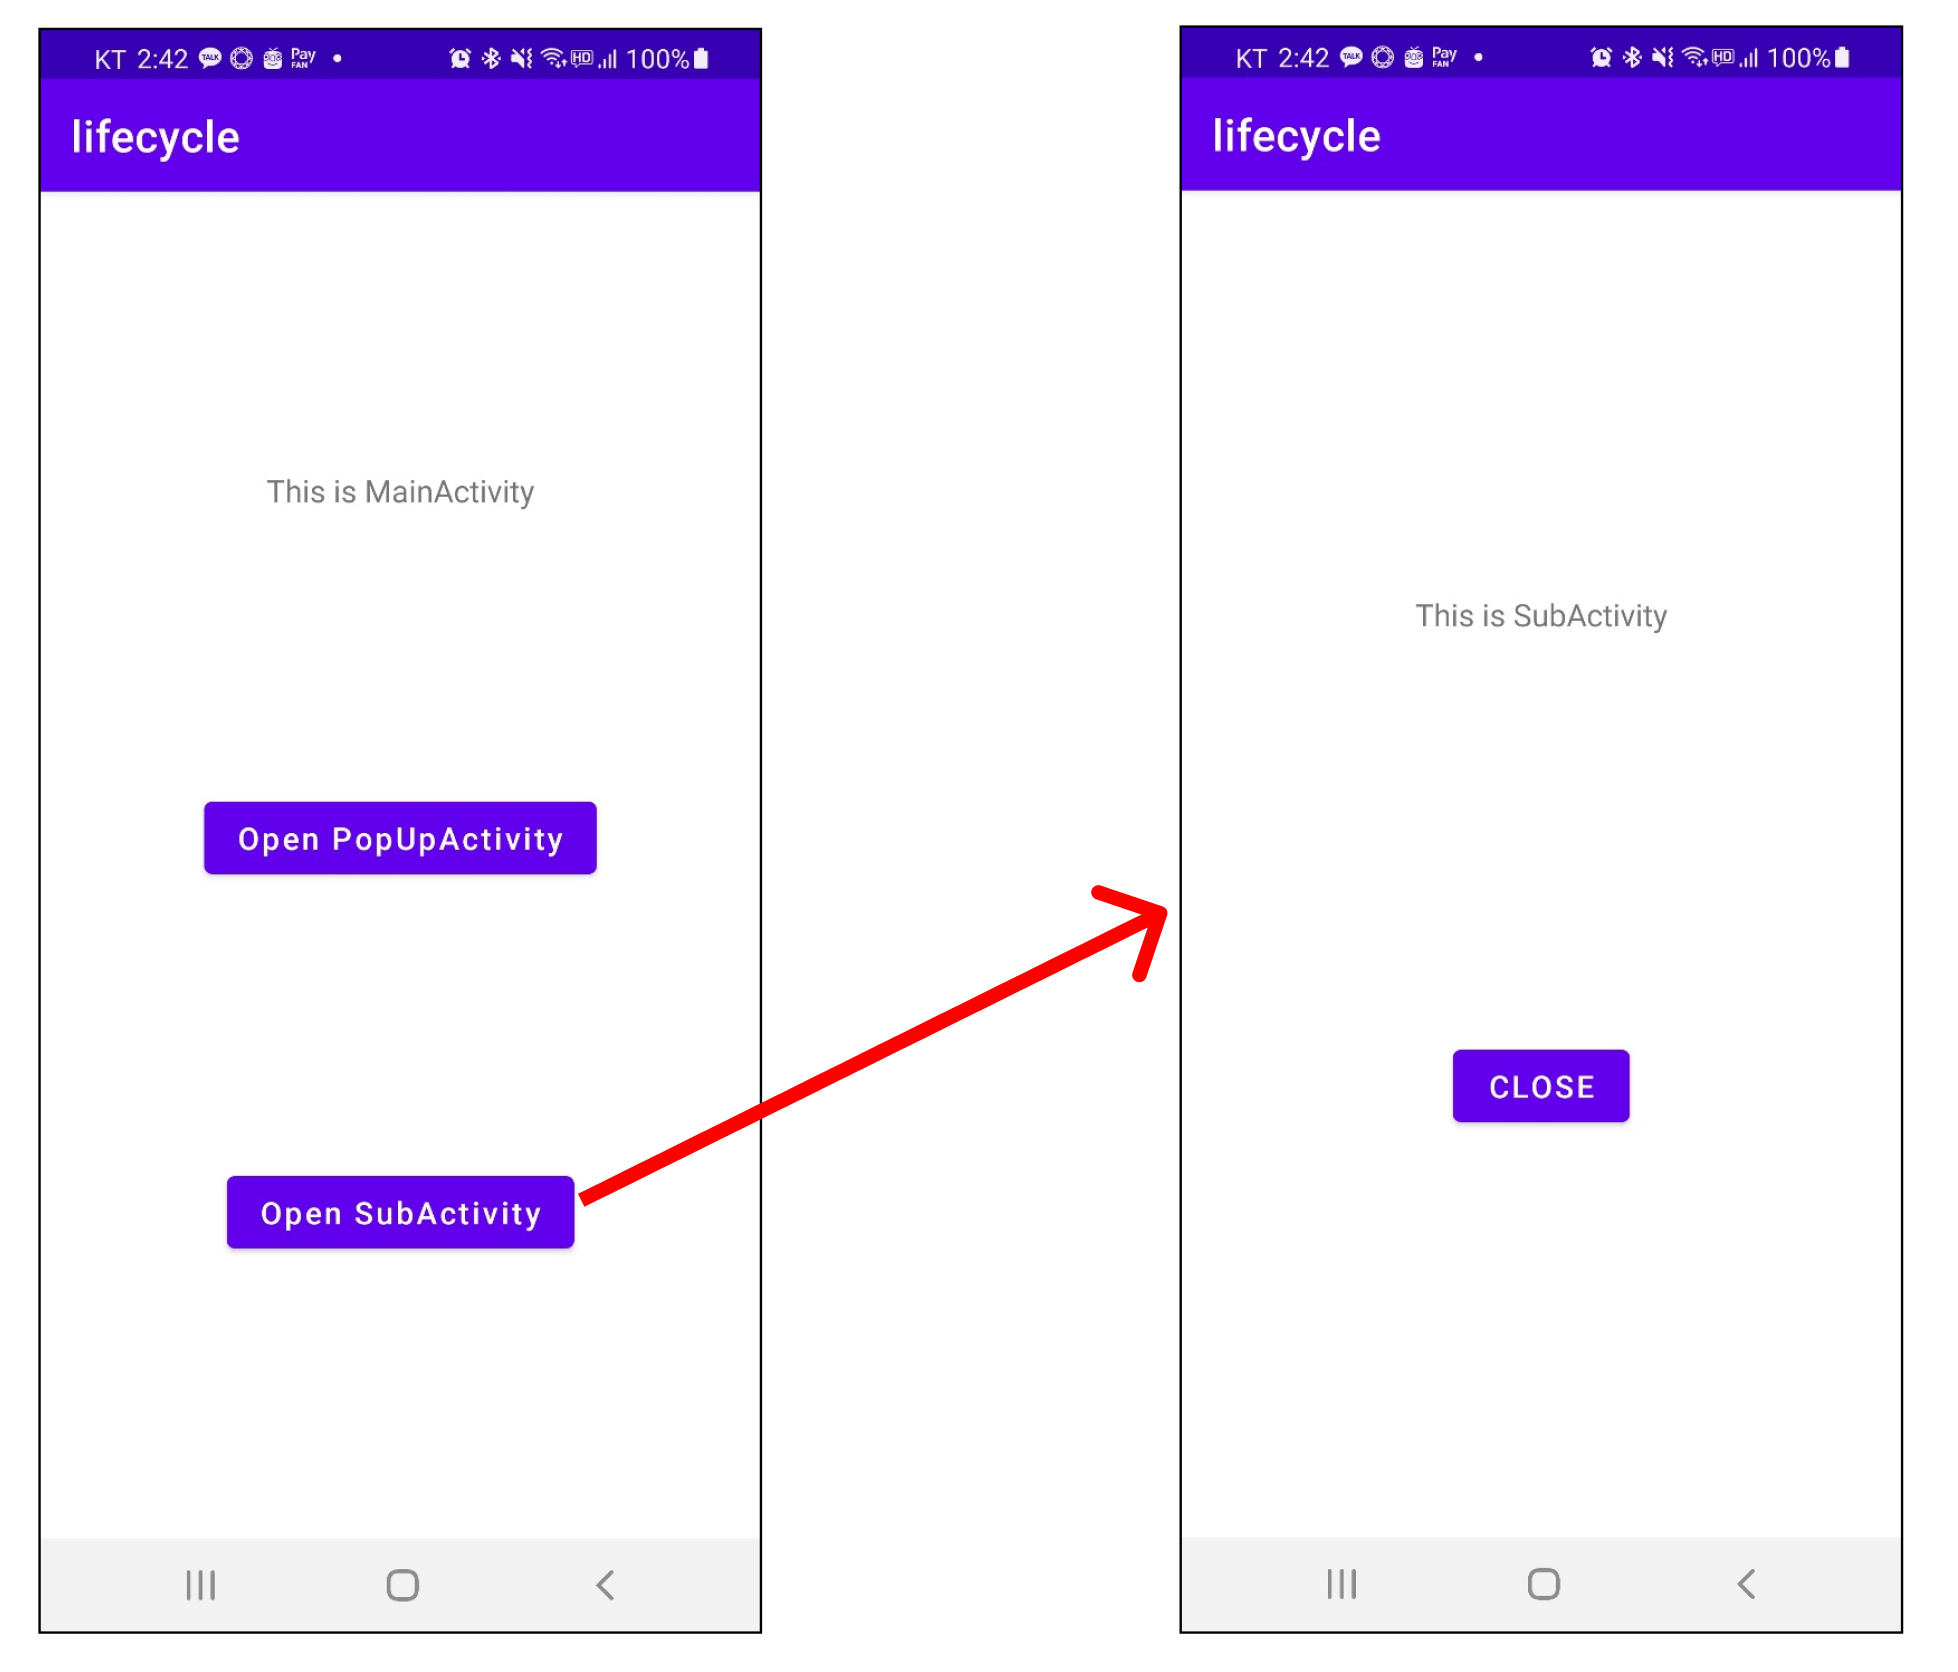 KT 2:42 TALK Pay FAN HD 100%
lifecycle
This is MainActivity
Open PopUpActivity
Open SubActivity
KT 2:42 TALK Pay FAN HD 100%
lifecycle
This is SubActivity
CLOSE